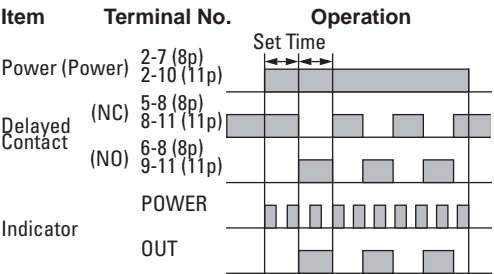 Item Terminal No. Operation
Set Time
Power (Power) 2-7 (8p)
2-10 (11p)
Delayed
Contact
(NC) 5-8 (8p)
8-11 (11p)
(NO) 6-8 (8p)
9-11 (11p)
Indicator
POWER
OUT